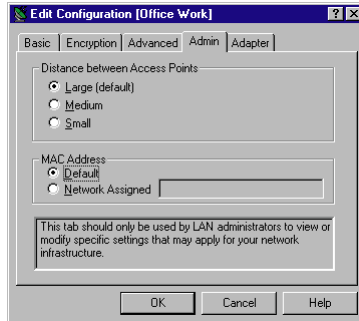 Edit Configuration [Office Work]
Basic Encryption Advanced Admin Adapter
Distance between Access Points
Large (default)
Medium
Small
MAC Address
Default
Network Assigned
This tab should only be used by LAN administrators to view or
modify specific settings that may apply for your network
infrastructure.
OK Cancel Help